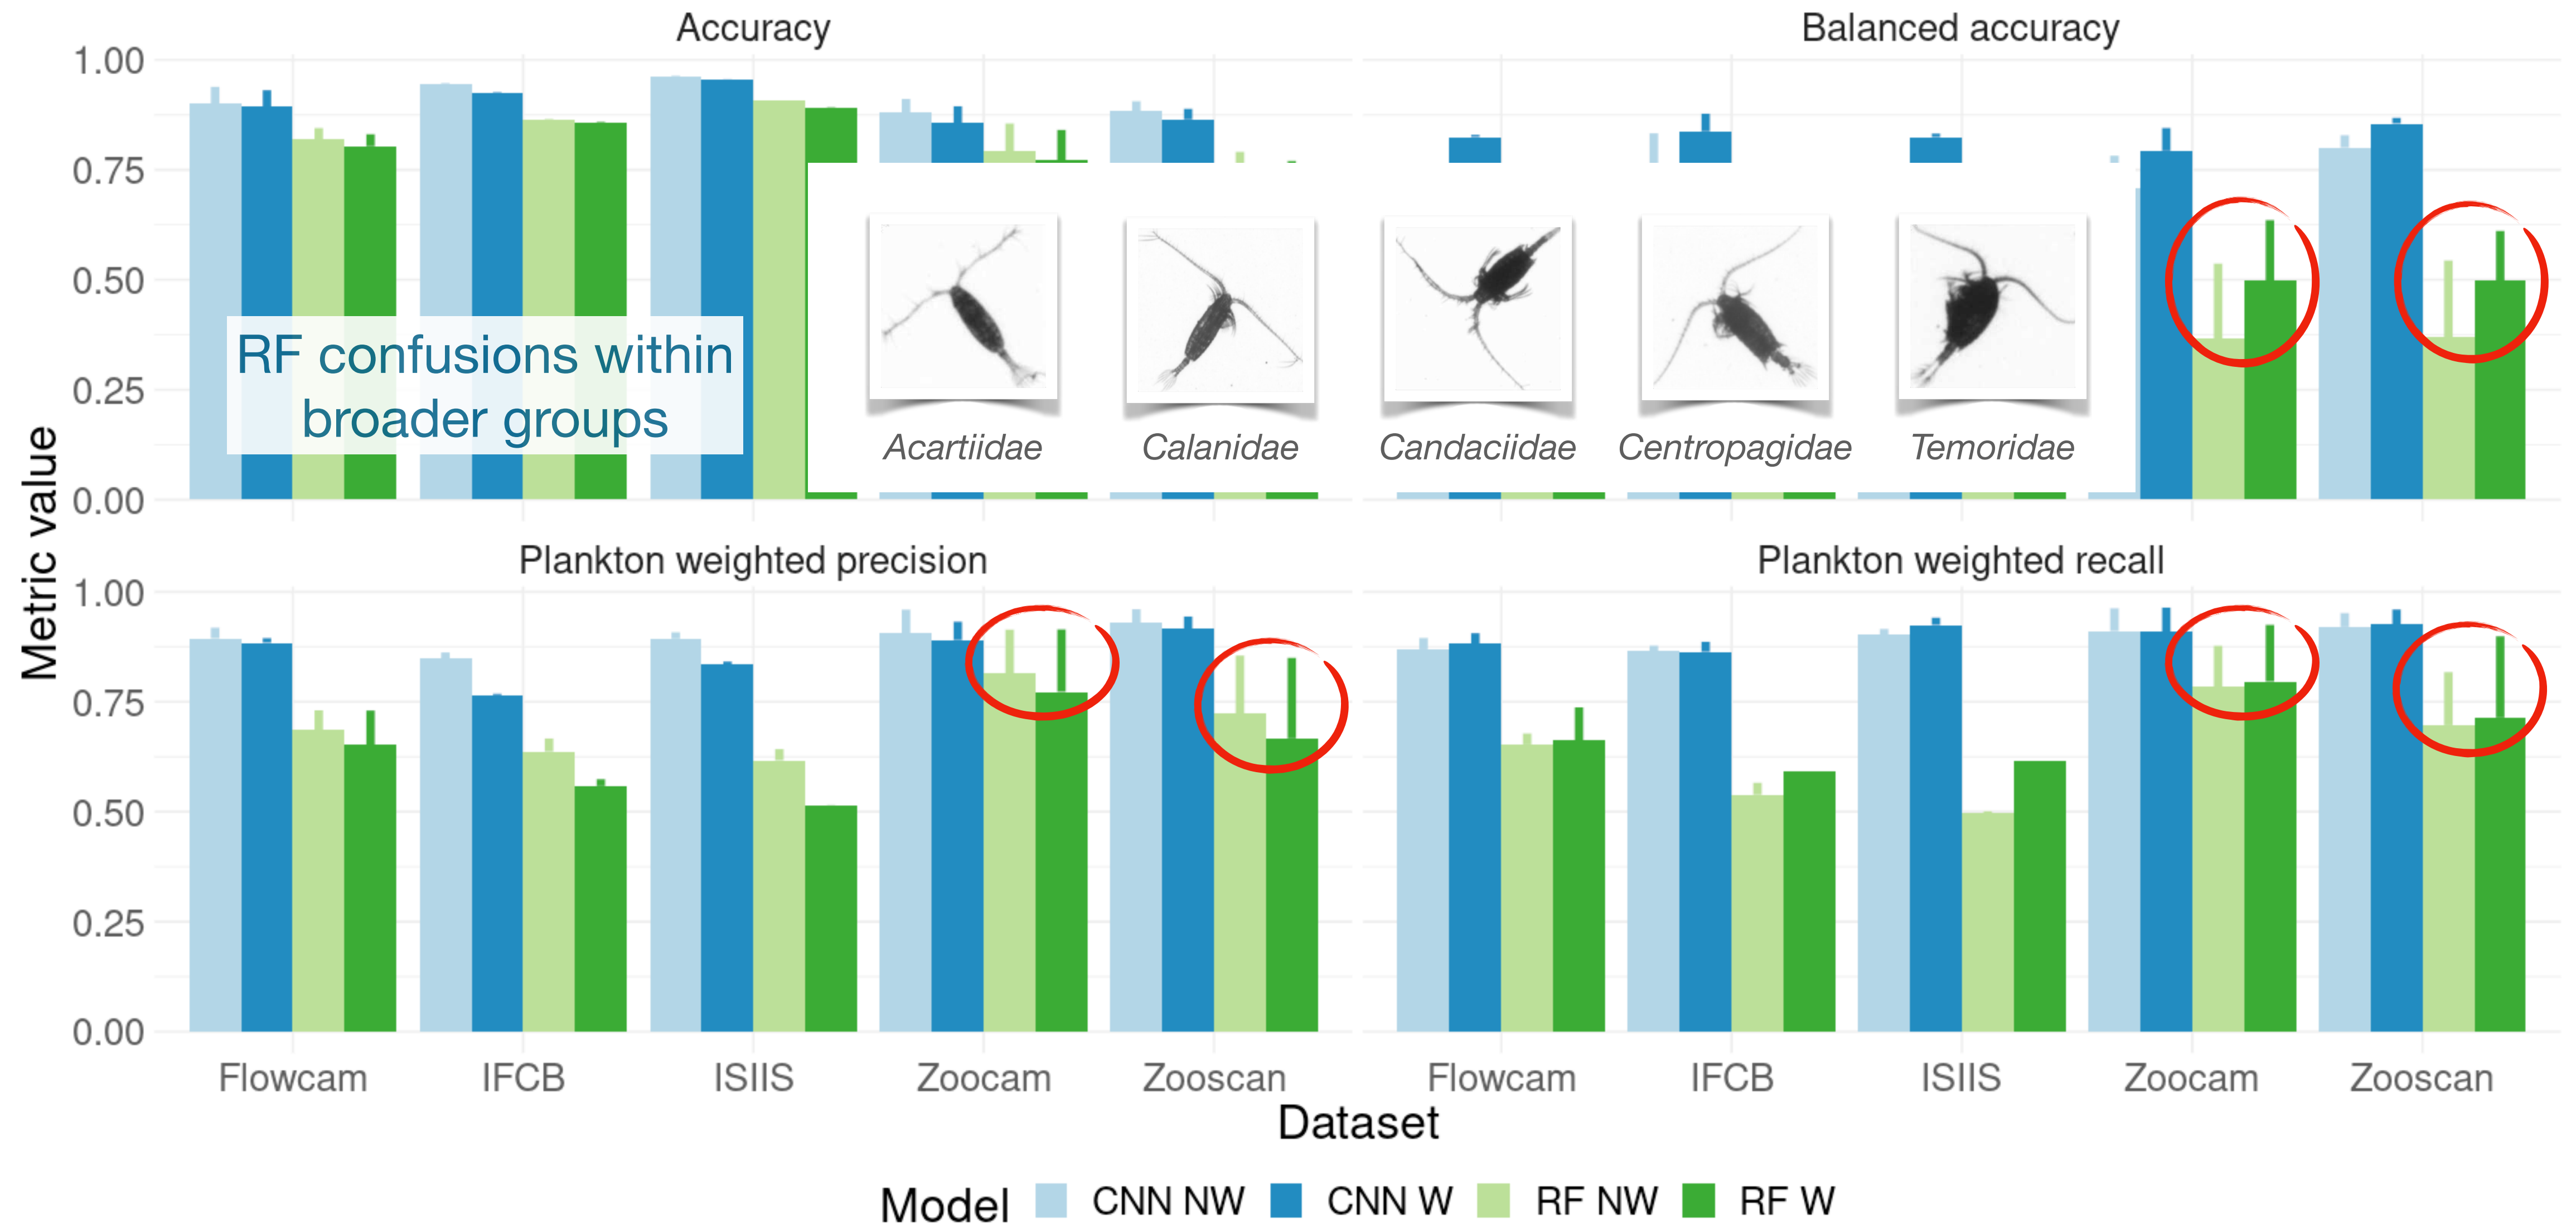 Accuracy
Balanced accuracy
1.00
0.75
0.50
0.25
0.00
RF confusions within
broader groups
Acartiidae
Calanidae
Candaciidae
Centropagidae
Temoridae
Metric value
Plankton weighted precision
Plankton weighted recall
1.00
0.75
0.50
0.25
0.00
Flowcam
IFCB
ISIIS
Zoocam
Zooscan
Flowcam
IFCB
ISIIS
Zoocam
Zooscan
Dataset
Model
CNN NW
CNN W
RF NW
RF W